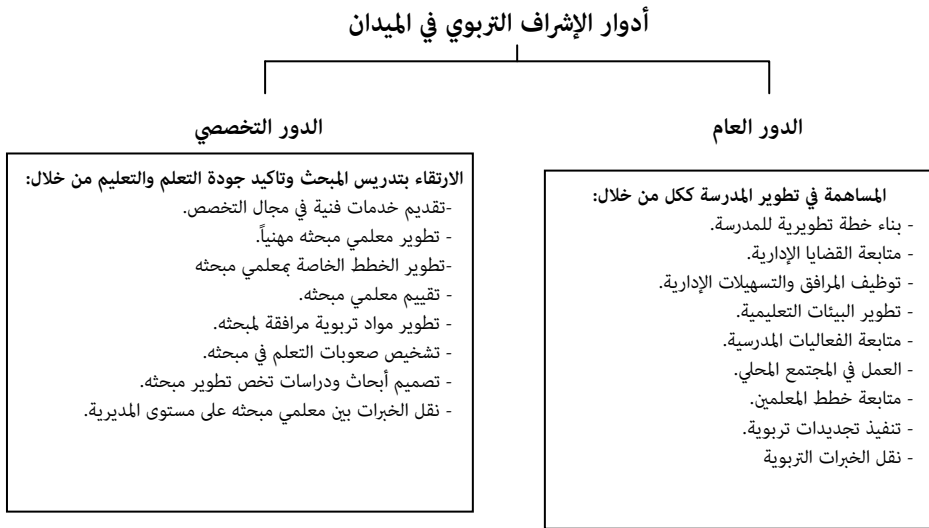 أدوار الإشراف التربوي في الميدان
الدور العام
المساهمة في تطوير المدرسة ككل من خلال:
- بناء خطة تطويرية للمدرسة.
- متابعة القضايا الإدارية.
- توظيف المرافق والتسهيلات الإدارية.
- تطوير البيئات التعليمية.
- متابعة الفعاليات المدرسية.
- العمل في المجتمع المحلي.
- متابعة خطط المعلمين.
- تنفيذ تجديدات تربوية.
- نقل الخبرات التربوية
الدور التخصصي
الارتقاء بتدريس المبحث وتاكيد جودة التعلم والتعليم من خلال:
-تقديم خدمات فنية في مجال التخصص.
- تطوير معلمي مبحثه مهنياً.
-تطوير الخطط الخاصة بمعلمي مبحثه
- تقييم معلمي مبحثه.
- تطوير مواد تربوية مرافقة لمبحثه.
- تشخيص صعوبات التعلم في مبحثه.
- تصميم أبحاث ودراسات تخص تطوير مبحثه.
- نقل الخبرات بين معلمي مبحثه على مستوى المديرية.